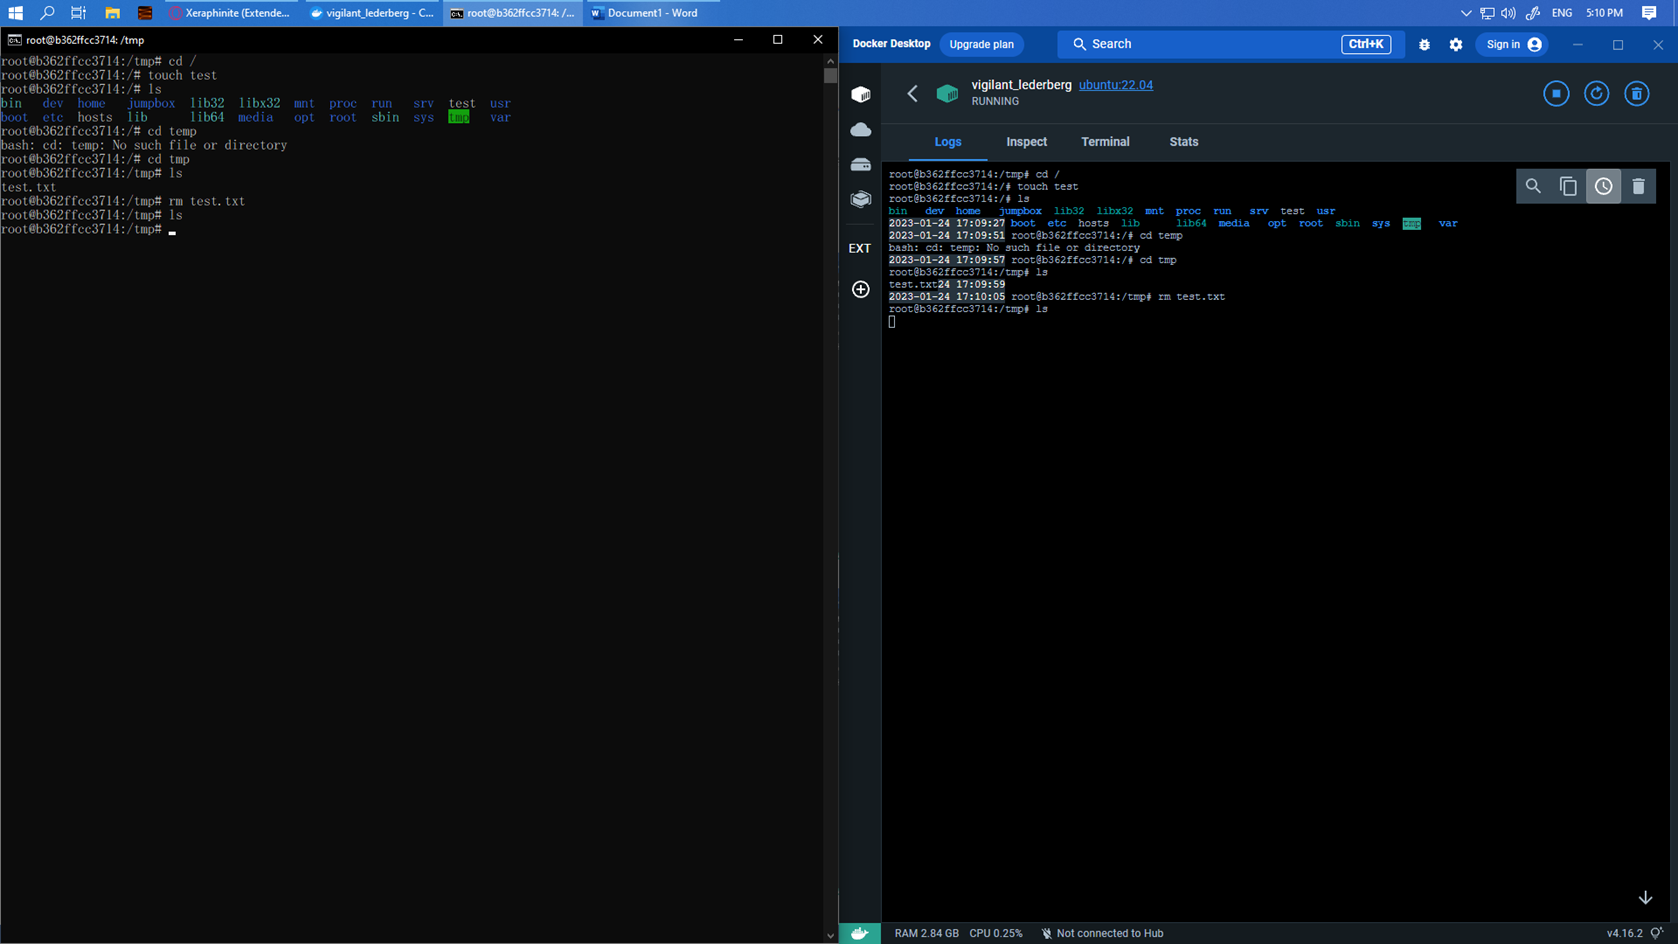 Xeraphinite (Extende... vigilant_lederberg - C... root@b362ffcc3714: /... Document1 - Word ENG 5:10 PM
root@b362ffcc3714: /tmp
root@b362ffcc3714:/tmp# cd /
root@b362ffcc3714:/# touch test
root@b362ffcc3714:/# ls
bin dev home jumpbox lib32 libx32 mnt proc run srv test usr
boot etc hosts lib lib64 media opt root sbin sys tmp var
root@b362ffcc3714:/# cd temp
bash: cd: temp: No such file or directory
root@b362ffcc3714:/# cd tmp
root@b362ffcc3714:/tmp# ls
test.txt
root@b362ffcc3714:/tmp# rm test.txt
root@b362ffcc3714:/tmp# ls
root@b362ffcc3714:/tmp#
Docker Desktop Upgrade plan Search Ctrl+K Sign in
vigilant_lederberg ubuntu:22.04
RUNNING
EXT
Logs Inspect Terminal Stats
root@b362ffcc3714:/tmp# cd /
root@b362ffcc3714:/# touch test
root@b362ffcc3714:/# ls
bin dev home jumpbox lib32 libx32 mnt proc run srv test usr
2023-01-24 17:09:27 boot etc hosts lib lib64 media opt root sbin sys tmp var
2023-01-24 17:09:51 root@b362ffcc3714:/# cd temp
bash: cd: temp: No such file or directory
2023-01-24 17:09:57 root@b362ffcc3714:/# cd tmp
root@b362ffcc3714:/tmp# ls
test.txt24 17:09:59
2023-01-24 17:10:05 root@b362ffcc3714:/tmp# rm test.txt
root@b362ffcc3714:/tmp# ls
RAM 2.84 GB CPU 0.25% Not connected to Hub v4.16.2